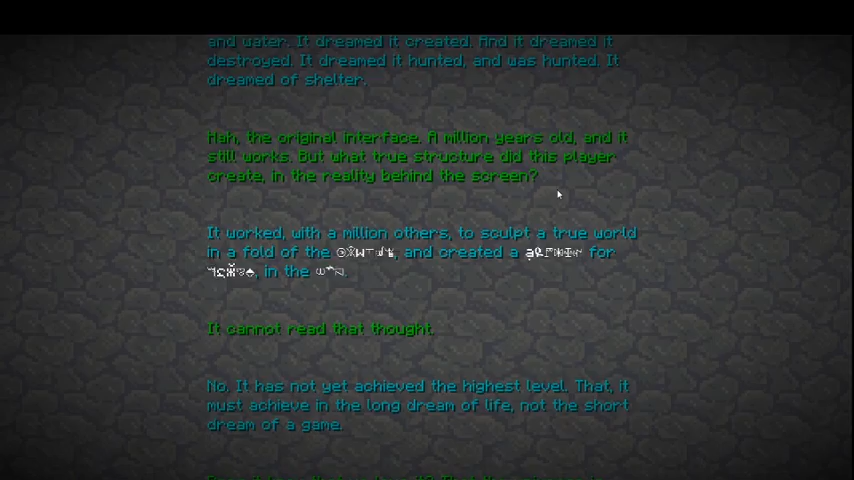 and water. It dreamed it created. And it dreamed it
destroyed. It dreamed it hunted, and was hunted. It
dreamed of shelter.
Hah, the original interface. A million years old, and it
still works. But what true structure did this player
create, in the reality behind the screen?
It worked, with a million others, to sculpt a true world
in a fold of the , and created a for
, in the .
It cannot read that thought.
No. It has not yet achieved the highest level. That, it
must achieve in the long dream of life, not the short
dream of a game.